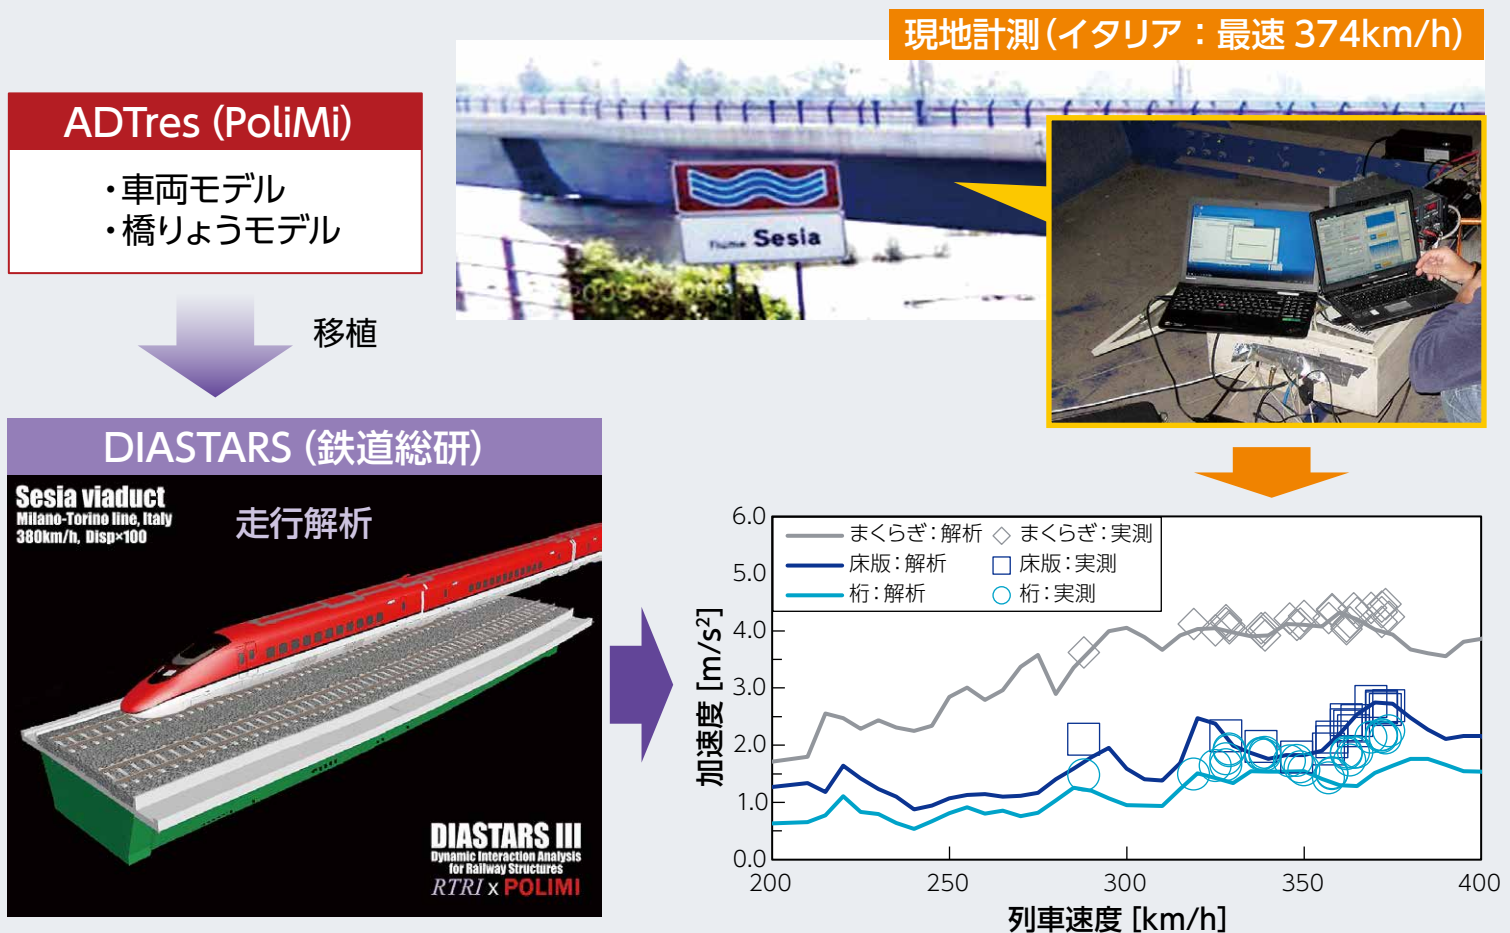 現地計測(イタリア:最速 374km/h)
ADTres (PoliMi)
・車両モデル
・橋りょうモデル
Fiume Sesia
移植
DIASTARS (鉄道総研)
Sesia viaduct
Milano-Torino line, Italy
380km/h, Disp×100
走行解析
DIASTARS III
Dynamic Interaction Analysis
for Railway Structures
RTRI x POLIMI
加速度 [m/s²]
6.0
5.0
4.0
3.0
2.0
1.0
0.0
まくらぎ:解析 まくらぎ:実測
床版:解析 床版:実測
桁:解析 桁:実測
200 250 300 350 400
列車速度 [km/h]